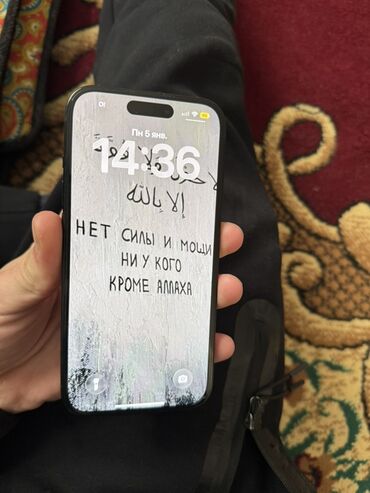 Пн 5 янв.
14:36
لا حول ولا قوة
إلا بالله
НЕТ СИЛЫ И МОЩИ
НИ У КОГО
КРОМЕ АЛЛАХА